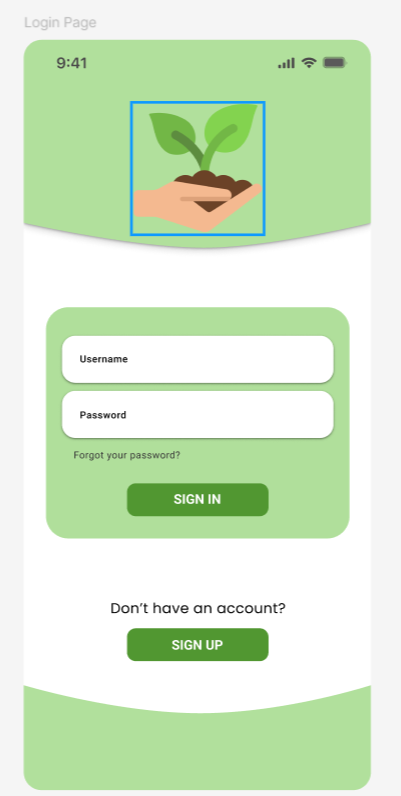 Login Page
9:41
Username
Password
Forgot your password?
SIGN IN
Don't have an account?
SIGN UP